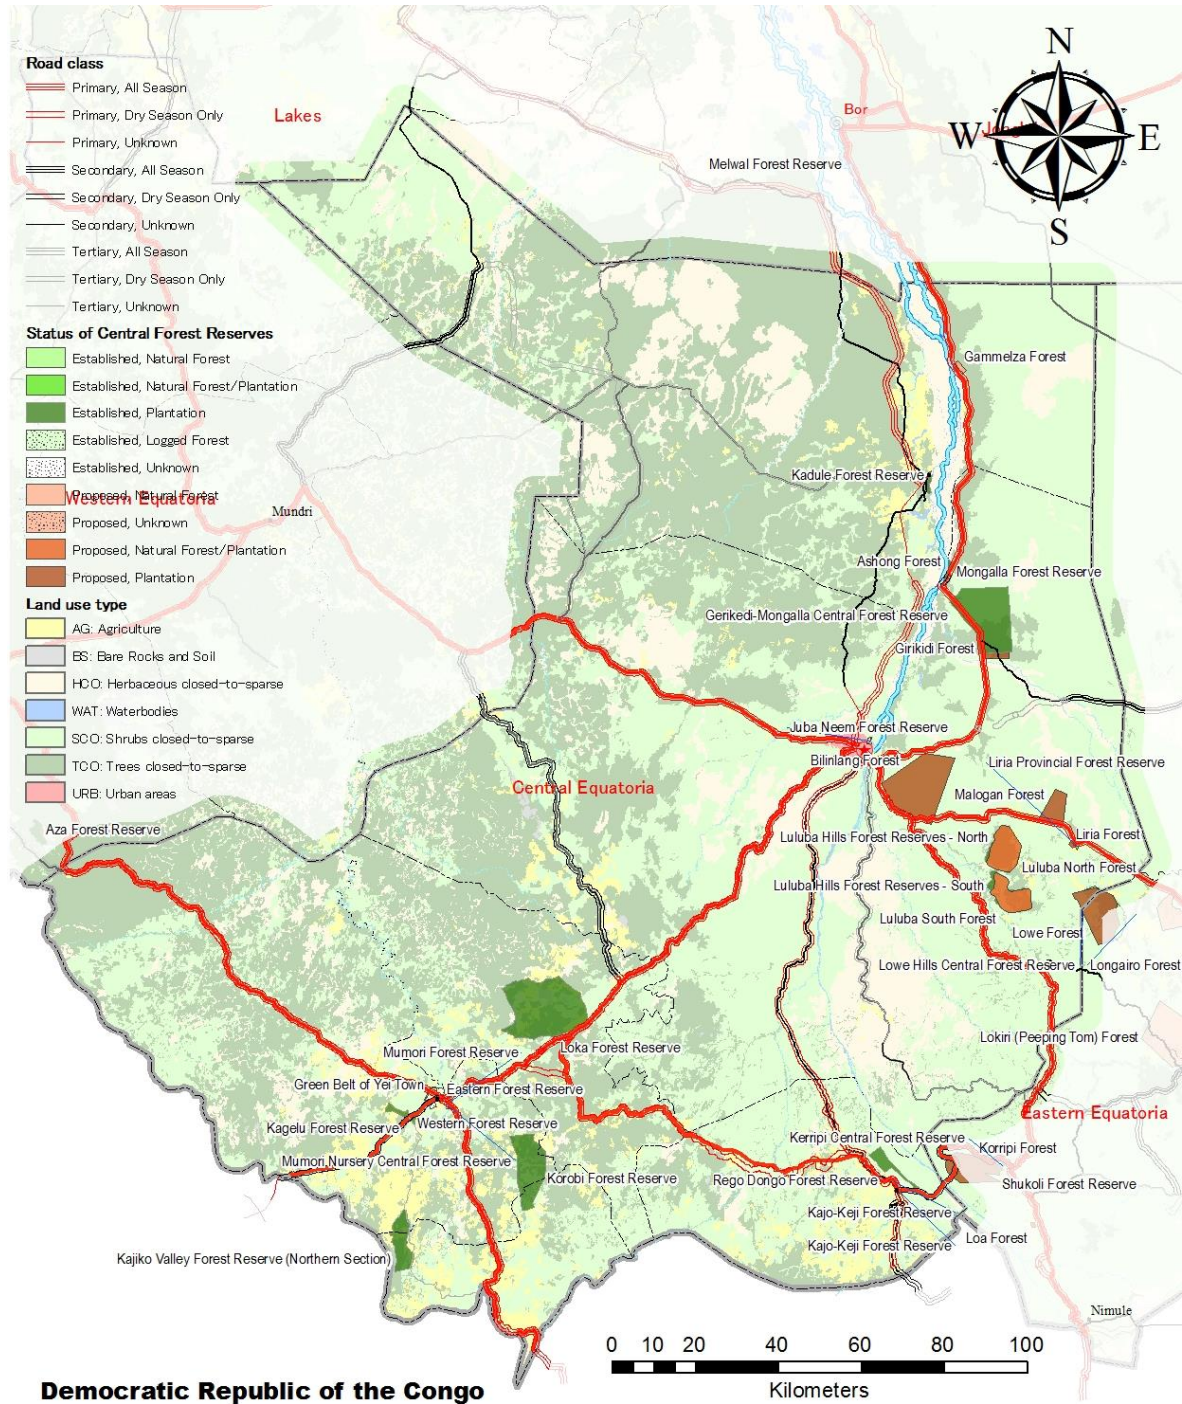 N
W
E
S
Road class
Primary, All Season
Primary, Dry Season Only
Primary, Unknown
Secondary, All Season
Secondary, Dry Season Only
Secondary, Unknown
Tertiary, All Season
Tertiary, Dry Season Only
Tertiary, Unknown
Status of Central Forest Reserves
Established, Natural Forest
Established, Natural Forest/Plantation
Established, Plantation
Established, Logged Forest
Established, Unknown
Proposed, Natural Forest
Proposed, Unknown
Proposed, Natural Forest/Plantation
Proposed, Plantation
Land use type
AG: Agriculture
BS: Bare Rocks and Soil
HCO: Herbaceous closed-to-sparse
WAT: Waterbodies
SCO: Shrubs closed-to-sparse
TCO: Trees closed-to-sparse
URB: Urban areas
Lakes
Bor
Melwal Forest Reserve
Gammelza Forest
Kadule Forest Reserve
Western Equatoria
Mundri
Ashong Forest
Mongalla Forest Reserve
Gerikedi-Mongalla Central Forest Reserve
Girikidi Forest
Juba Neem Forest Reserve
Bilinlang Forest
Liria Provincial Forest Reserve
Central Equatoria
Malogan Forest
Aza Forest Reserve
Luluba Hills Forest Reserves - North
Liria Forest
Luluba North Forest
Luluba Hills Forest Reserves - South
Luluba South Forest
Lowe Forest
Lowe Hills Central Forest Reserve
Longairo Forest
Lokiri (Peeping Tom) Forest
Mumori Forest Reserve
Loka Forest Reserve
Green Belt of Yei Town
Eastern Forest Reserve
Eastern Equatoria
Kagelu Forest Reserve
Western Forest Reserve
Kerripi Central Forest Reserve
Korripi Forest
Mumori Nursery Central Forest Reserve
Korobi Forest Reserve
Rego Dongo Forest Reserve
Shukoli Forest Reserve
Kajo-Keji Forest Reserve
Loa Forest
Kajo-Keji Forest Reserve
Kajiko Valley Forest Reserve (Northern Section)
Nimule
0 10 20 40 60 80 100
Kilometers
Democratic Republic of the Congo